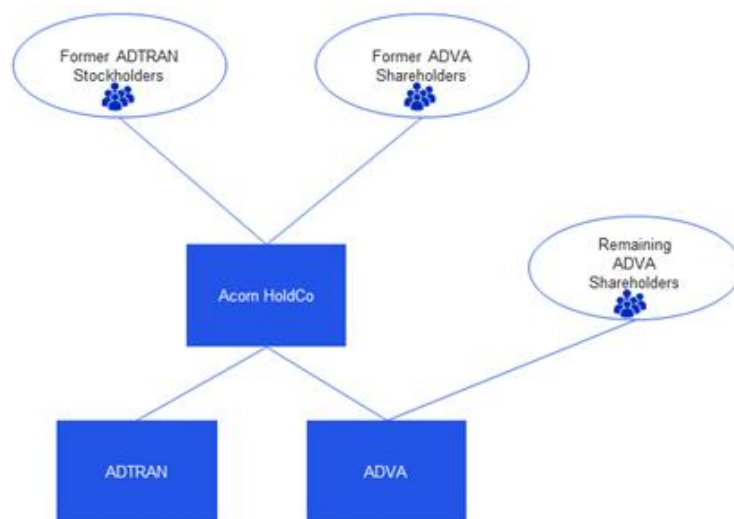 Former ADTRAN
Stockholders
Former ADVA
Shareholders
Remaining
ADVA
Shareholders
Acorn HoldCo
ADTRAN
ADVA